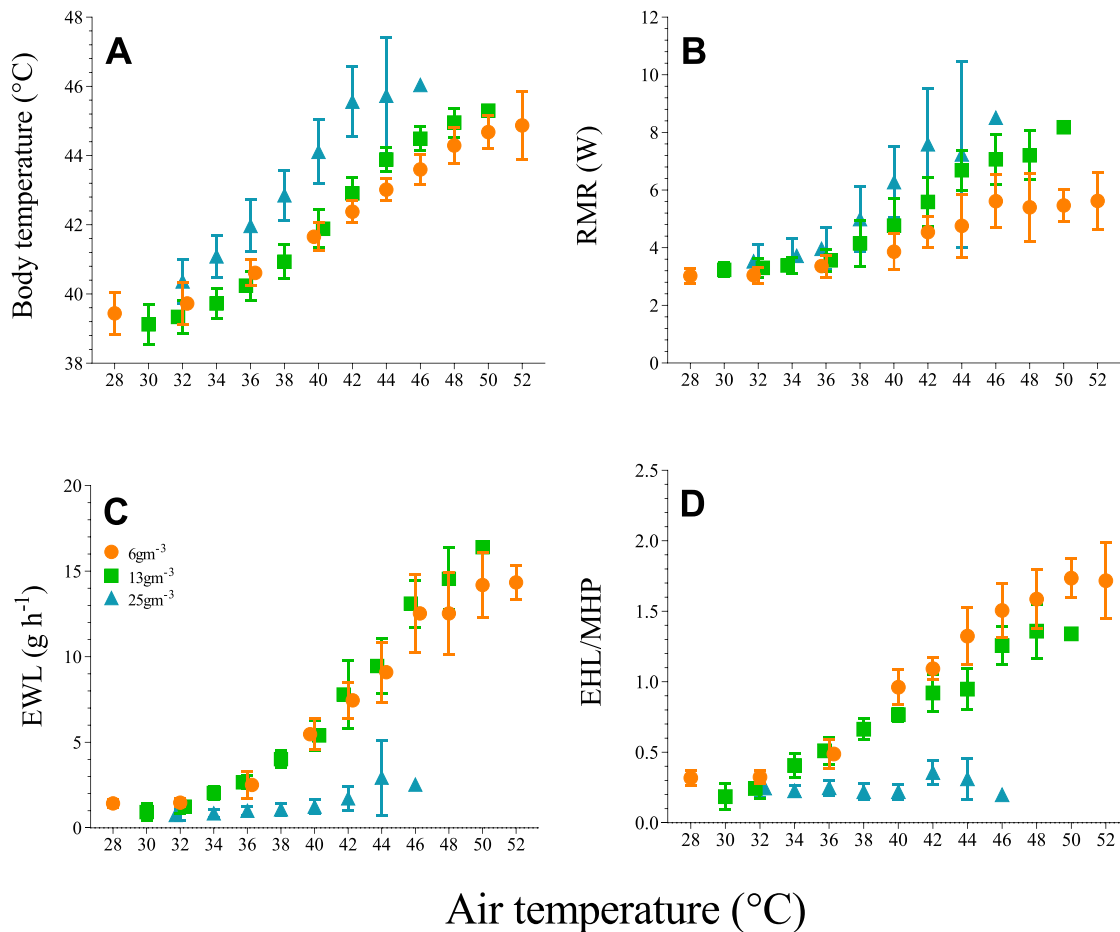 A
Body temperature (°C)
48
46
44
42
40
38
28 30 32 34 36 38 40 42 44 46 48 50 52
B
RMR (W)
12
10
8
6
4
2
0
28 30 32 34 36 38 40 42 44 46 48 50 52
C
EWL (g h⁻¹)
20
15
10
5
0
6gm⁻³
13gm⁻³
25gm⁻³
28 30 32 34 36 38 40 42 44 46 48 50 52
D
EHL/MHP
2.5
2.0
1.5
1.0
0.5
0.0
28 30 32 34 36 38 40 42 44 46 48 50 52
Air temperature (°C)